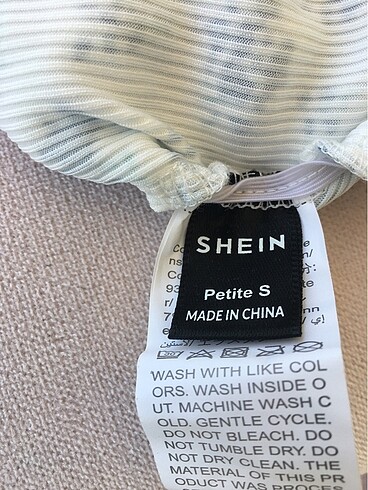 SHEIN
Petite S
MADE IN CHINA
WASH WITH LIKE COL
ORS. WASH INSIDE O
UT. MACHINE WASH C
OLD. GENTLE CYCLE.
DO NOT BLEACH. DO
NOT TUMBLE DRY. DO
NOT DRY CLEAN. THE
MATERIAL OF THIS PR
ODUCT WAS PROCES